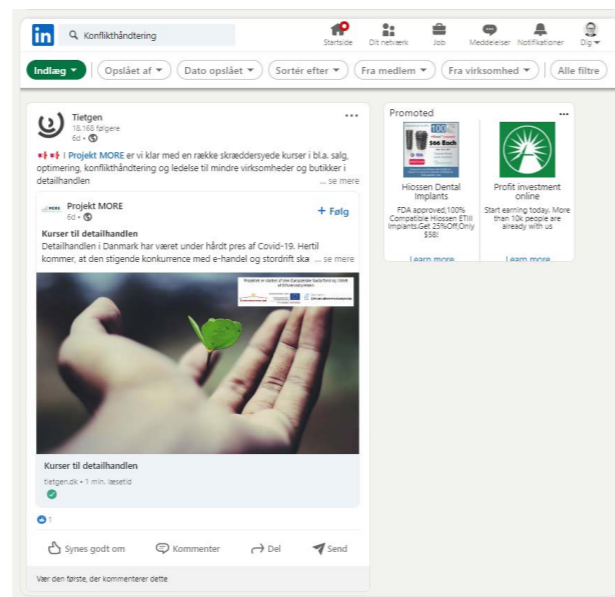 in
Konflikthåndtering
Startside
Dit netværk
Job
Meddelelser
Notifikationer
Dig
Indlæg
Opslået af
Dato opslået
Sortér efter
Fra medlem
Fra virksomhed
Alle filtre
Tietgen
18.168 følgere
6d •
I Projekt MORE er vi klar med en række skræddersyede kurser i bl.a. salg,
optimering, konflikthåndtering og ledelse til mindre virksomheder og butikker i
detailhandlen
... se mere
MORE
Projekt MORE
6d •
+ Følg
Kurser til detailhandlen
Detailhandlen i Danmark har været under hårdt pres af Covid-19. Hertil
kommer, at den stigende konkurrence med e-handel og stordrift ska ... se mere
Kurser til detailhandlen
tietgen.dk • 1 min. læsetid
1
Synes godt om
Kommenter
Del
Send
Vær den første, der kommenterer dette
Promoted
100%
$66 Each
Hiossen Dental
Implants
FDA approved,100%
Compatible Hiossen ETIII
Implants.Get 25%Off,Only
$58!
Learn more
Profit investment
online
Start earning today. More
than 10k people are
already with us
Learn more